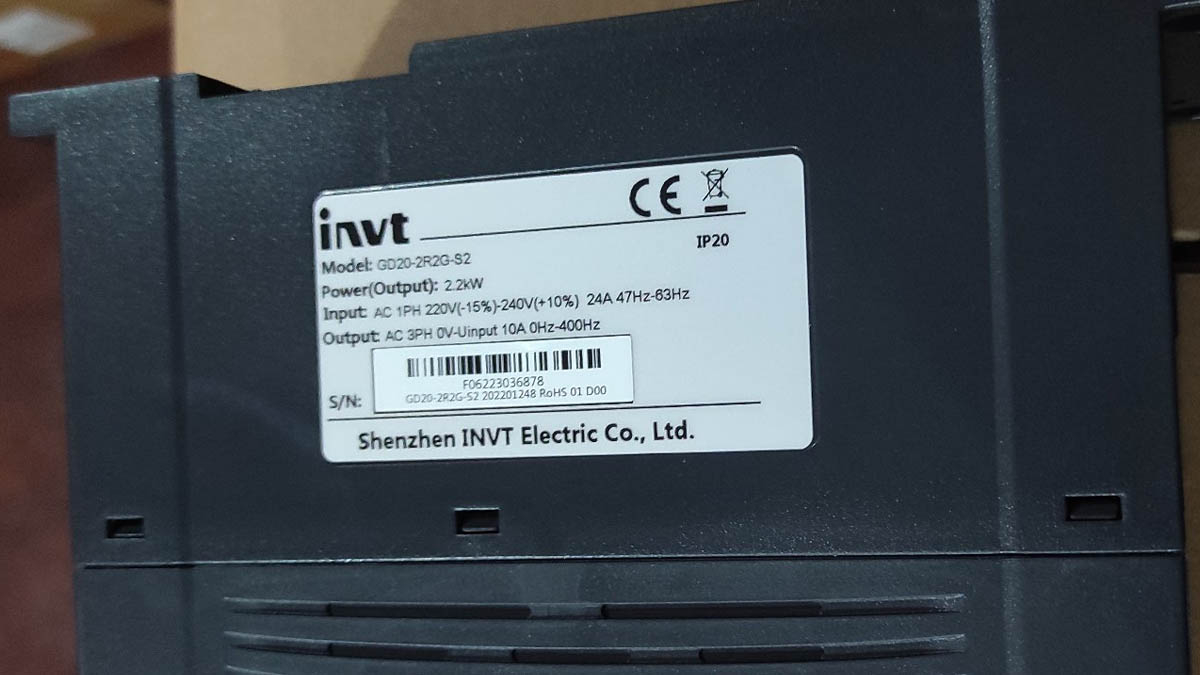 invt
CE
IP20
Model: GD20-2R2G-S2
Power(Output): 2.2kW
Input: AC 1PH 220V(-15%)-240V(+10%) 24A 47Hz-63Hz
Output: AC 3PH 0V-Uinput 10A 0Hz-400Hz
F06223036878
S/N: GD20-2R2G-S2 202201248 RoHS 01 D00
Shenzhen INVT Electric Co., Ltd.